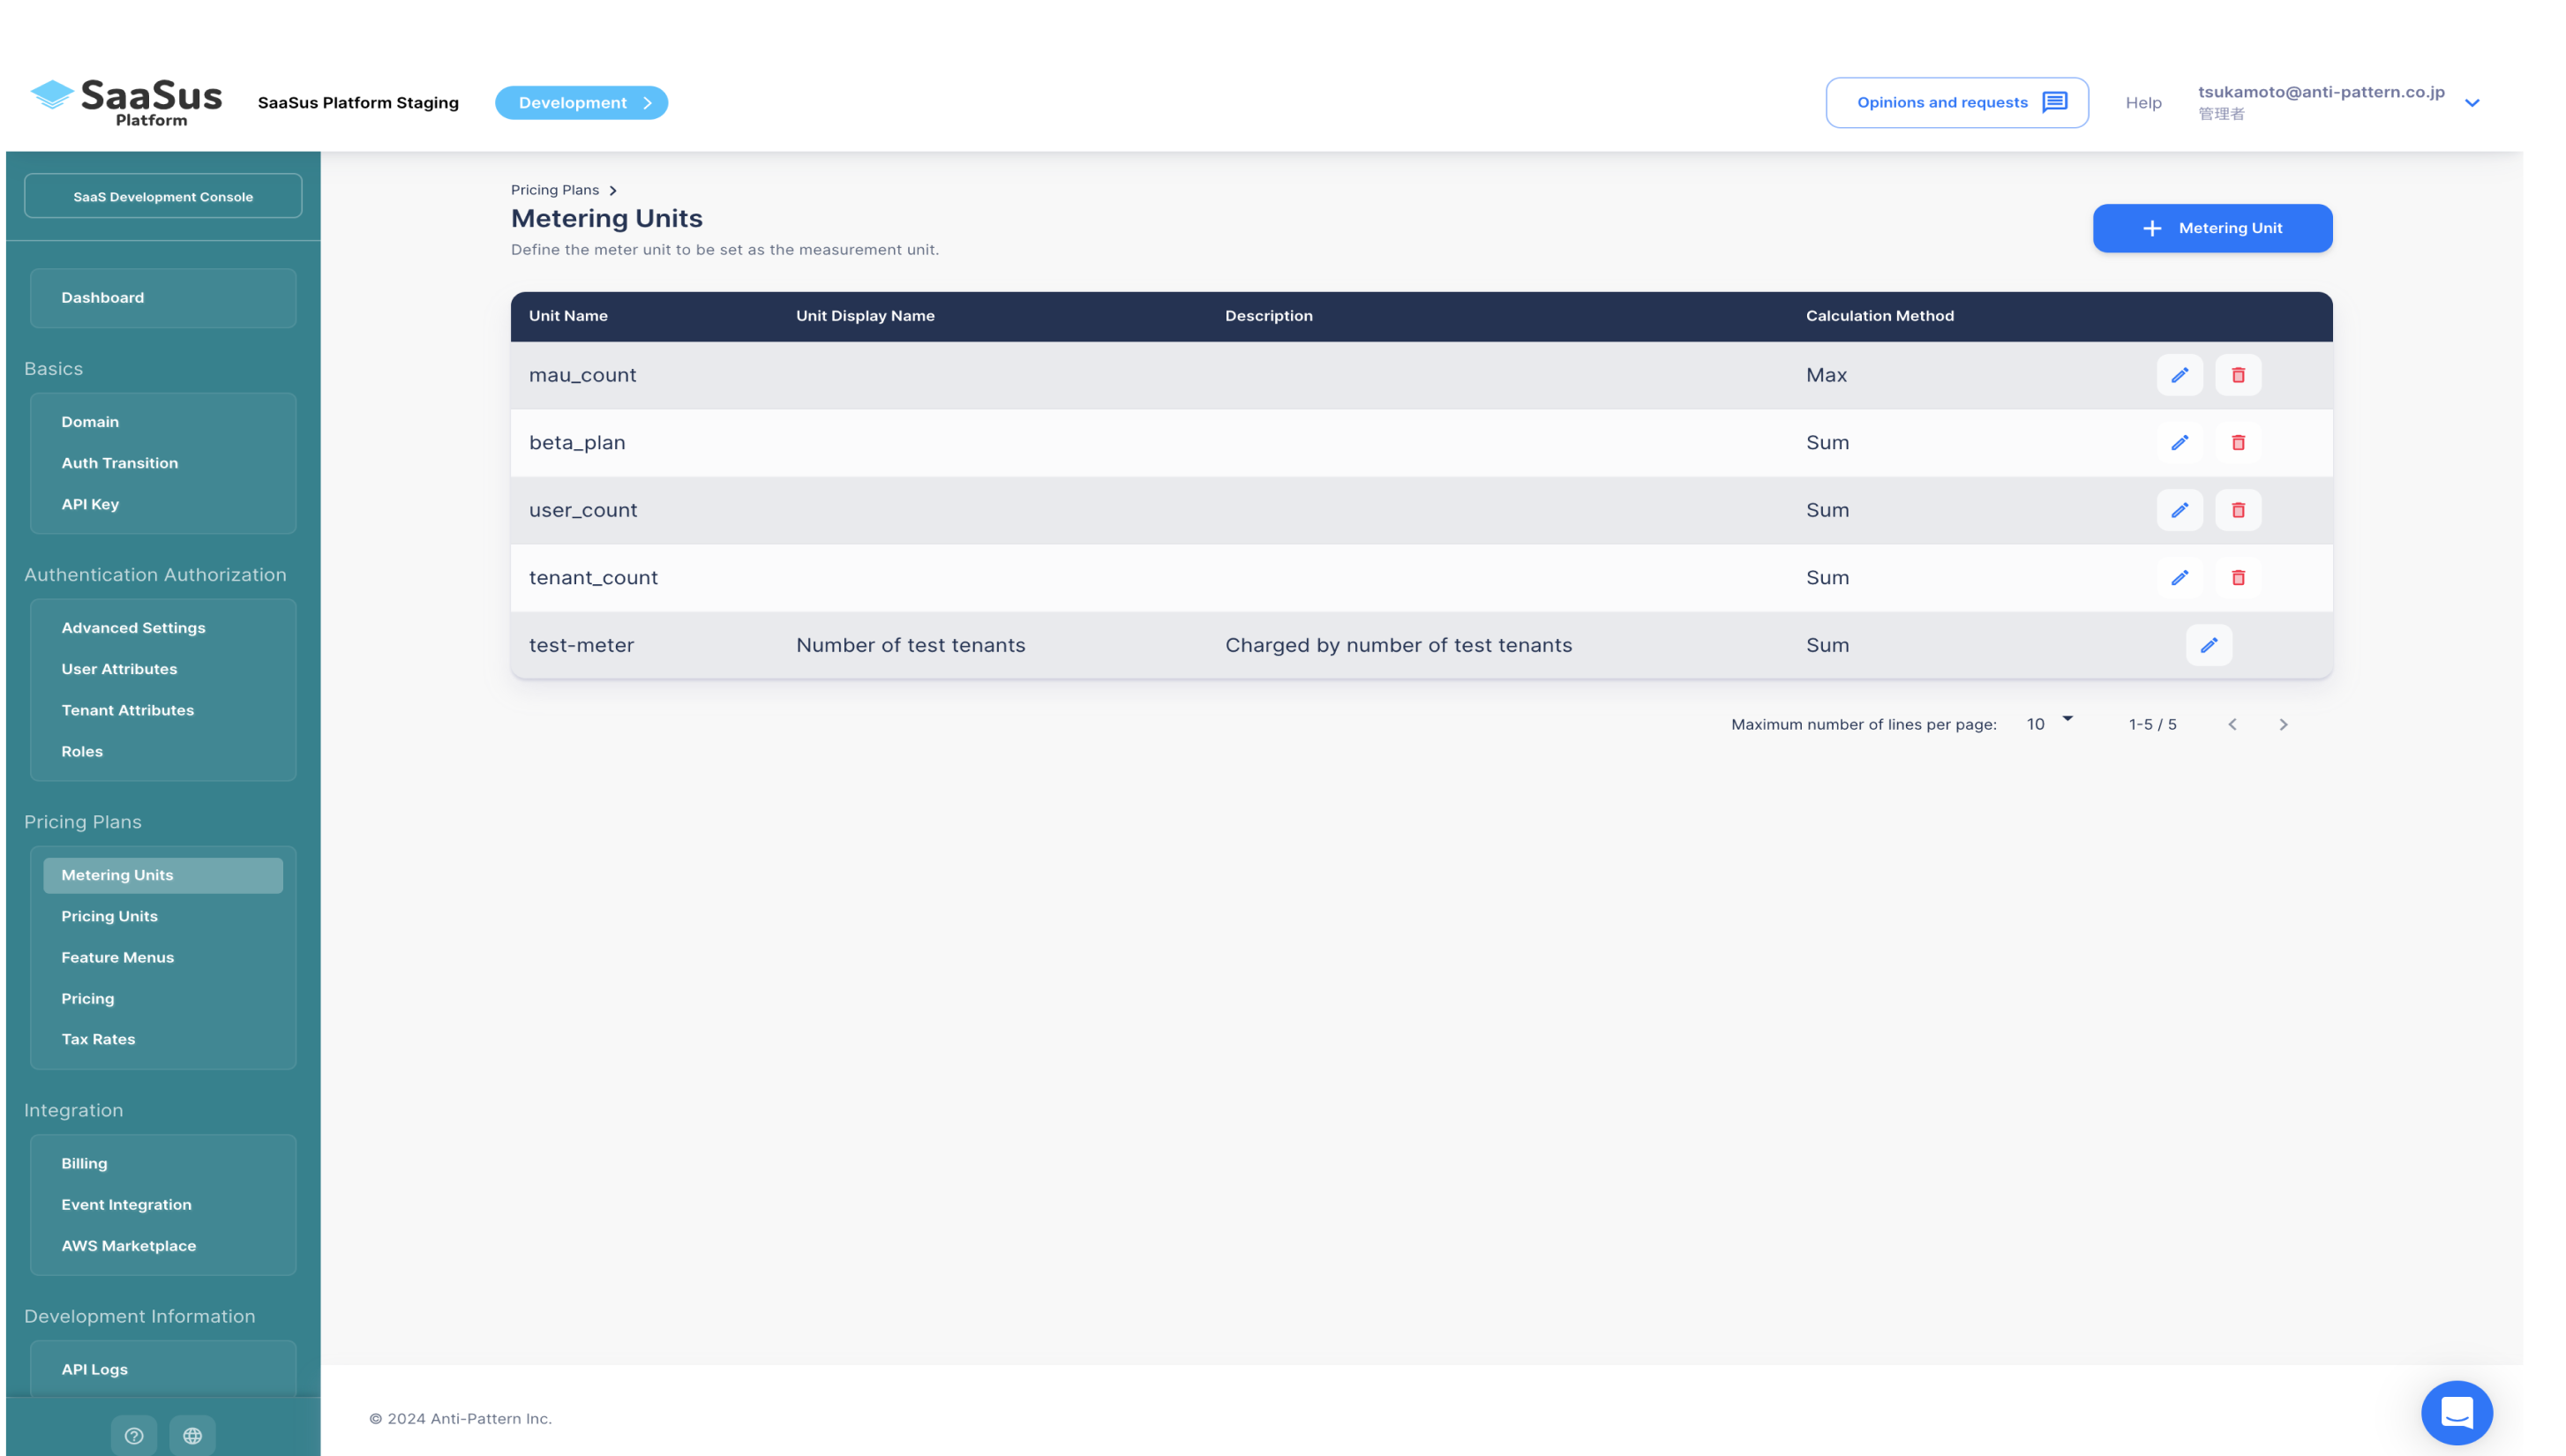 SaaSus
Platform
SaaSus Platform Staging
Development
Opinions and requests
Help
tsukamoto@anti-pattern.co.jp
管理者
SaaS Development Console
Dashboard
Basics
Domain
Auth Transition
API Key
Authentication Authorization
Advanced Settings
User Attributes
Tenant Attributes
Roles
Pricing Plans
Metering Units
Pricing Units
Feature Menus
Pricing
Tax Rates
Integration
Billing
Event Integration
AWS Marketplace
Development Information
API Logs
Pricing Plans
Metering Units
Define the meter unit to be set as the measurement unit.
Metering Unit
Unit Name Unit Display Name Description Calculation Method
mau_count Max
beta_plan Sum
user_count Sum
tenant_count Sum
test-meter Number of test tenants Charged by number of test tenants Sum
Maximum number of lines per page: 10 1-5 / 5
© 2024 Anti-Pattern Inc.